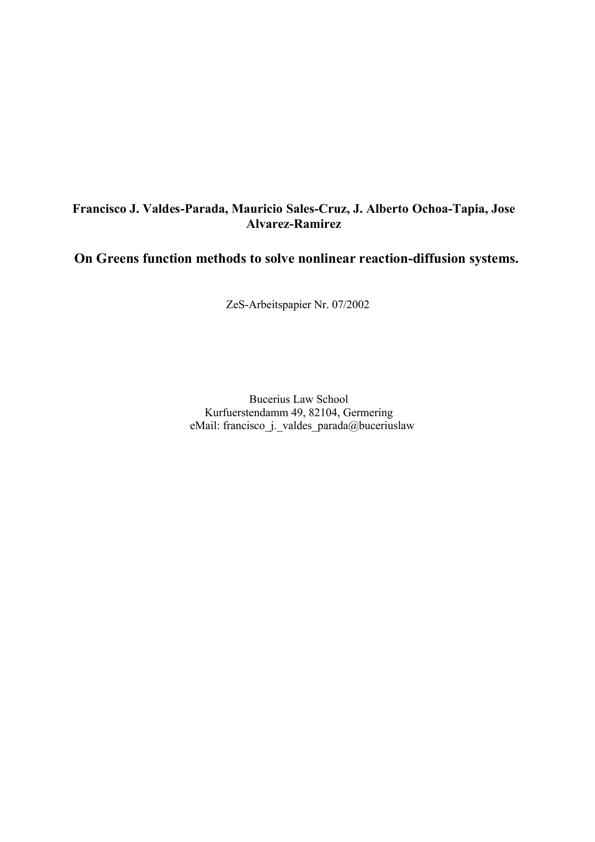 Francisco J. Valdes-Parada, Mauricio Sales-Cruz, J. Alberto Ochoa-Tapia, Jose
Alvarez-Ramirez
On Greens function methods to solve nonlinear reaction-diffusion systems.
ZeS-Arbeitspapier Nr. 07/2002
Bucerius Law School
Kurfuerstendamm 49, 82104, Germering
eMail: francisco_j._valdes_parada@buceriuslaw